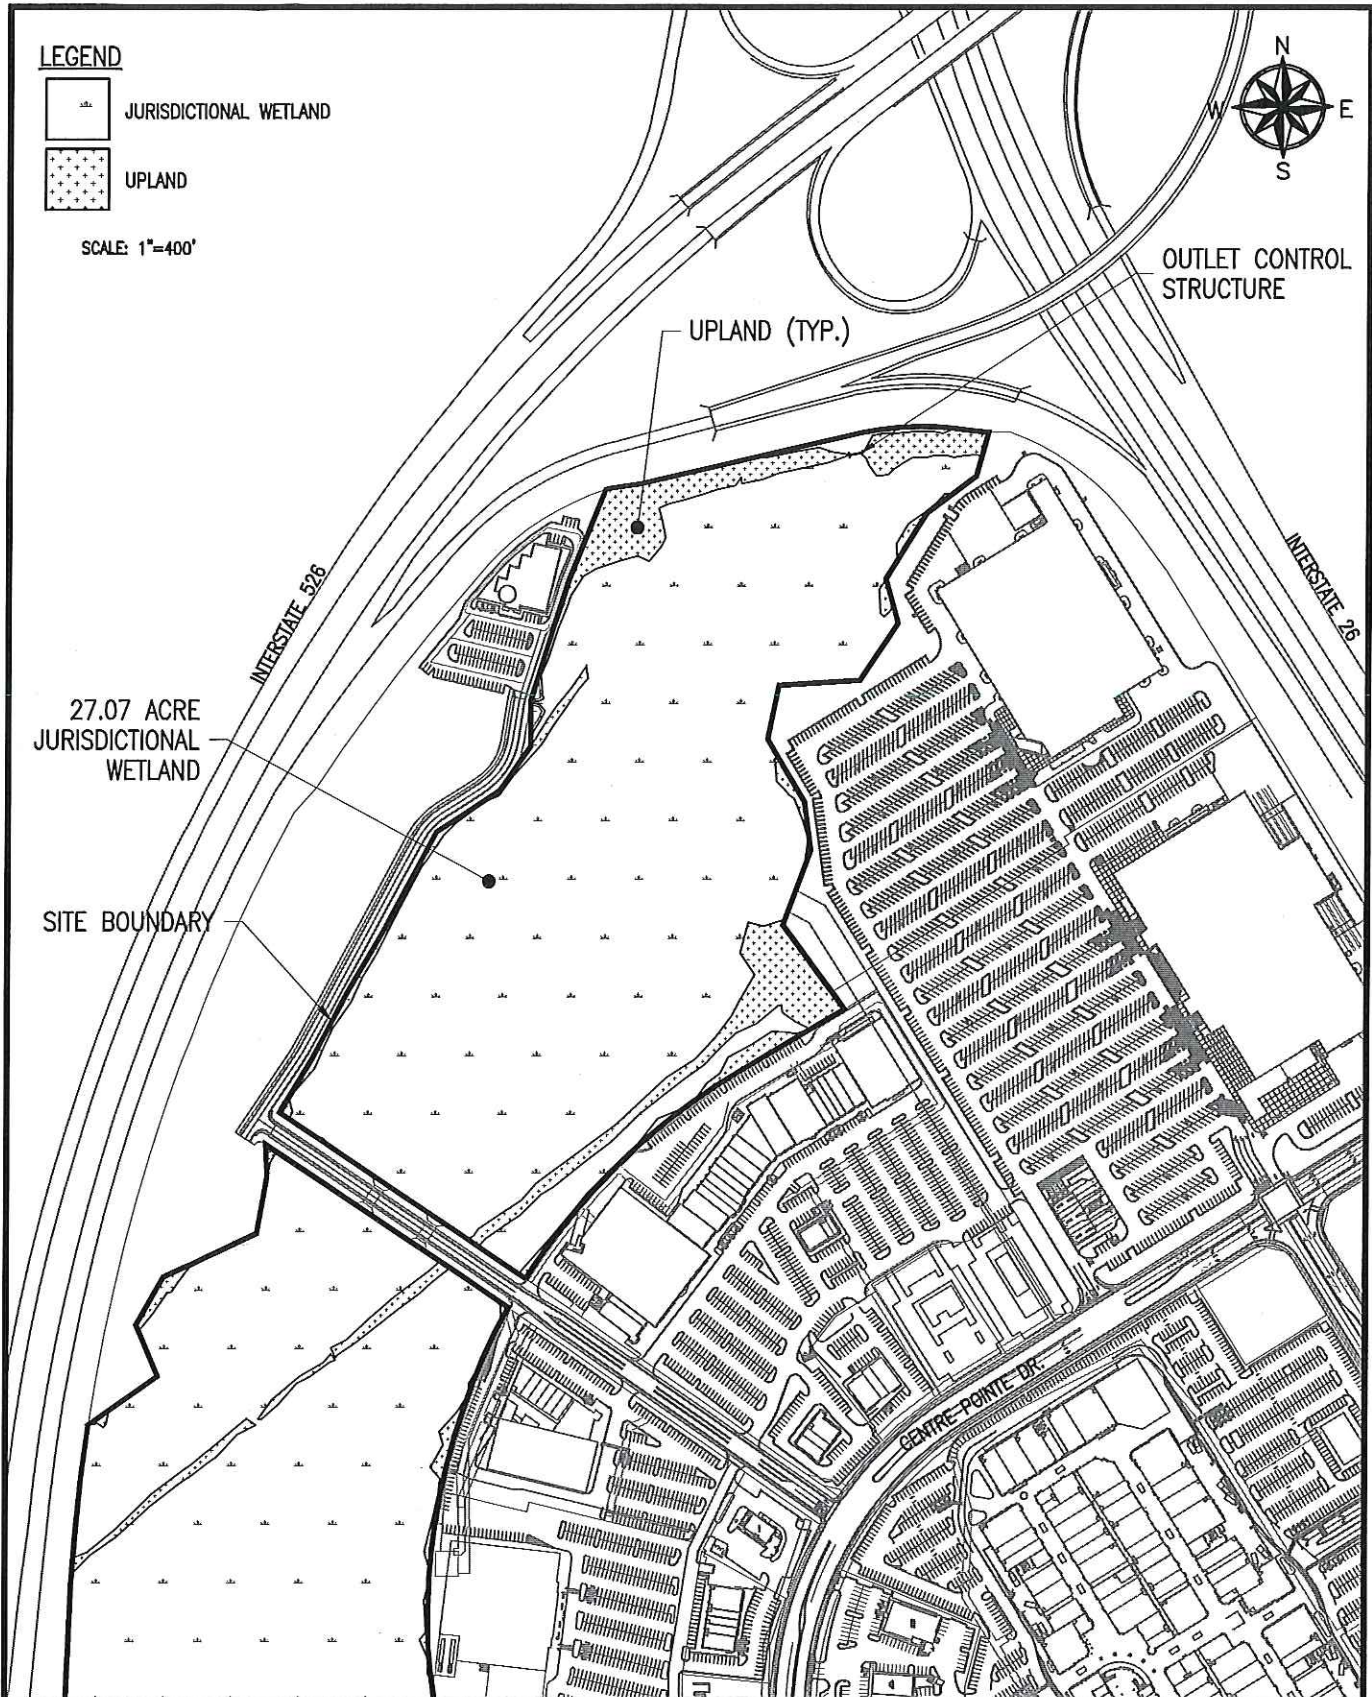 LEGEND
JURISDICTIONAL WETLAND
UPLAND
SCALE: 1"=400'
N
W
E
S
OUTLET CONTROL
STRUCTURE
UPLAND (TYP.)
INTERSTATE 526
INTERSTATE 26
27.07 ACRE
JURISDICTIONAL
WETLAND
SITE BOUNDARY
CENTRE POINTE DR.